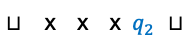 ⊔ x x x q₂ ⊔